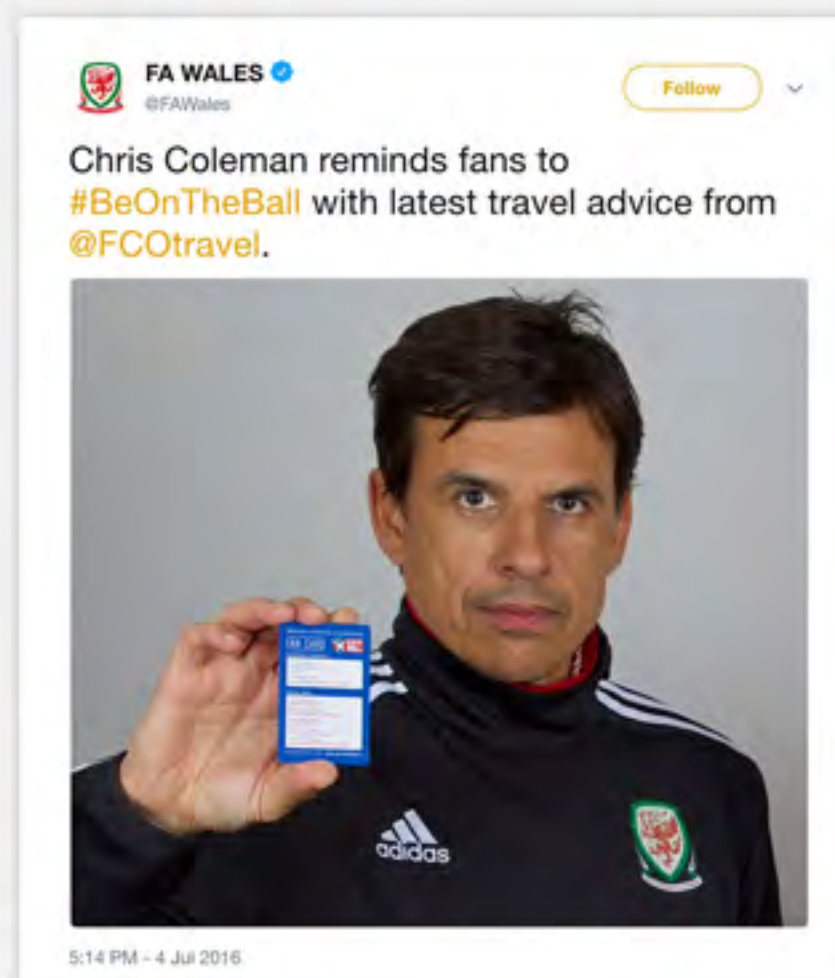 FA WALES
@FAWales
Follow
Chris Coleman reminds fans to
#BeOnTheBall with latest travel advice from
@FCOtravel.
adidas
5:14 PM - 4 Jul 2016